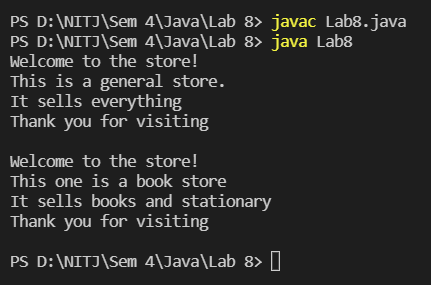 PS D:\NITJ\Sem 4\Java\Lab 8> javac Lab8.java
PS D:\NITJ\Sem 4\Java\Lab 8> java Lab8
Welcome to the store!
This is a general store.
It sells everything
Thank you for visiting

Welcome to the store!
This one is a book store
It sells books and stationary
Thank you for visiting

PS D:\NITJ\Sem 4\Java\Lab 8>